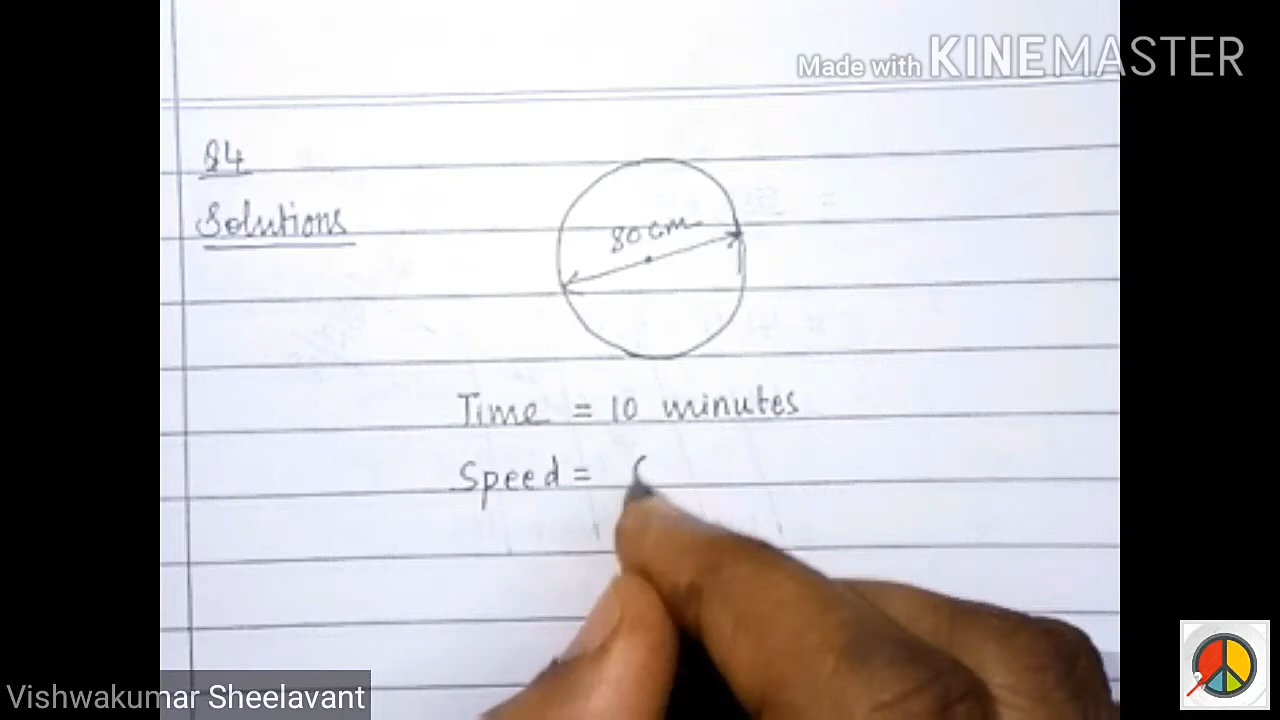 Made with KINEMASTER
84
Solutions
80 cm
Time = 10 minutes
Speed =
Vishwakumar Sheelavant